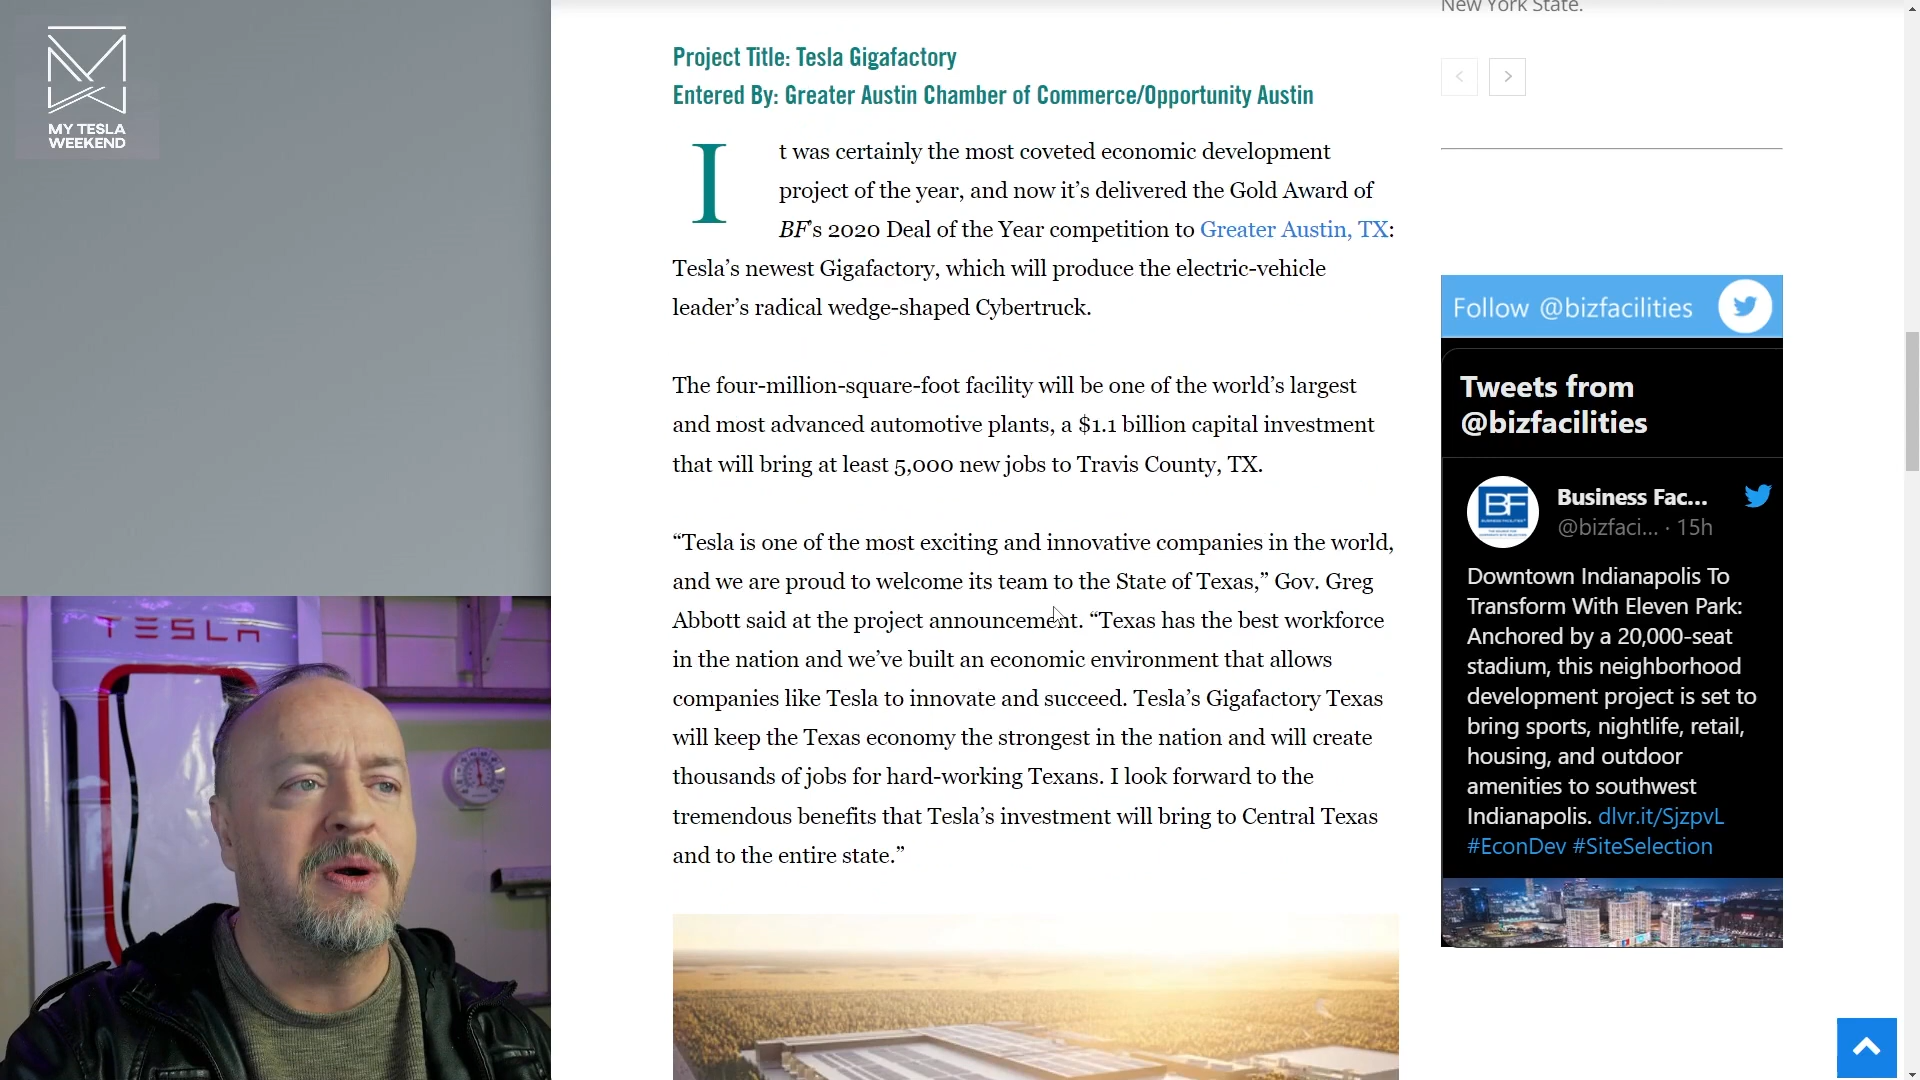 MY TESLA
WEEKEND
TESLA
Project Title: Tesla Gigafactory
Entered By: Greater Austin Chamber of Commerce/Opportunity Austin
It was certainly the most coveted economic development
project of the year, and now it’s delivered the Gold Award of
BF’s 2020 Deal of the Year competition to Greater Austin, TX:
Tesla’s newest Gigafactory, which will produce the electric-vehicle
leader’s radical wedge-shaped Cybertruck.
The four-million-square-foot facility will be one of the world’s largest
and most advanced automotive plants, a $1.1 billion capital investment
that will bring at least 5,000 new jobs to Travis County, TX.
“Tesla is one of the most exciting and innovative companies in the world,
and we are proud to welcome its team to the State of Texas,” Gov. Greg
Abbott said at the project announcement. “Texas has the best workforce
in the nation and we’ve built an economic environment that allows
companies like Tesla to innovate and succeed. Tesla’s Gigafactory Texas
will keep the Texas economy the strongest in the nation and will create
thousands of jobs for hard-working Texans. I look forward to the
tremendous benefits that Tesla’s investment will bring to Central Texas
and to the entire state.”
New York State.
Follow @bizfacilities
Tweets from
@bizfacilities
BF
Business Fac...
@bizfaci... · 15h
Downtown Indianapolis To
Transform With Eleven Park:
Anchored by a 20,000-seat
stadium, this neighborhood
development project is set to
bring sports, nightlife, retail,
housing, and outdoor
amenities to southwest
Indianapolis. dlvr.it/SjzpvL
#EconDev #SiteSelection